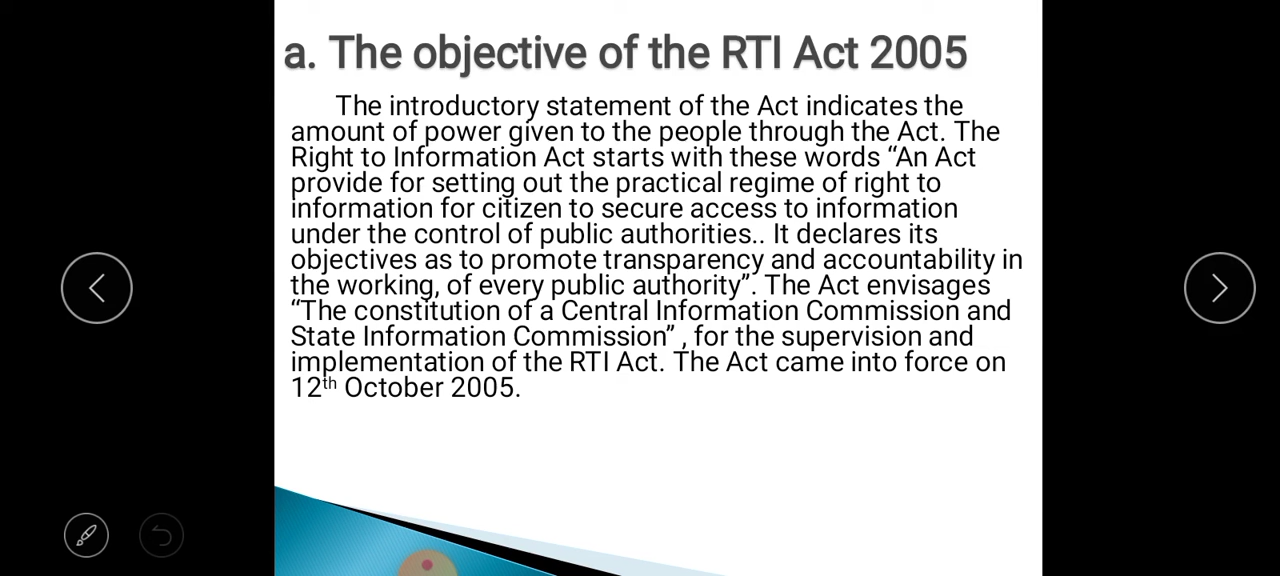 a. The objective of the RTI Act 2005
The introductory statement of the Act indicates the
amount of power given to the people through the Act. The
Right to Information Act starts with these words “An Act
provide for setting out the practical regime of right to
information for citizen to secure access to information
under the control of public authorities.. It declares its
objectives as to promote transparency and accountability in
the working, of every public authority”. The Act envisages
“The constitution of a Central Information Commission and
State Information Commission” , for the supervision and
implementation of the RTI Act. The Act came into force on
12th October 2005.